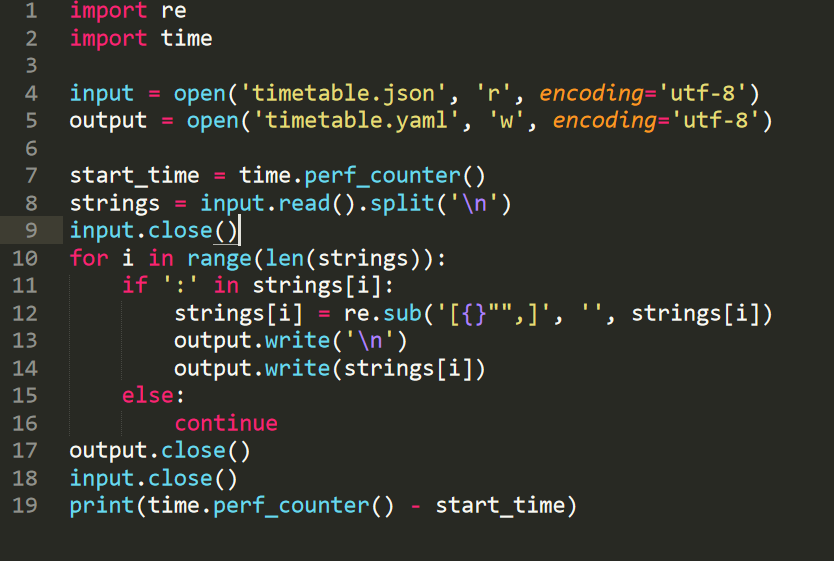 1 import re
2 import time
3
4 input = open('timetable.json', 'r', encoding='utf-8')
5 output = open('timetable.yaml', 'w', encoding='utf-8')
6
7 start_time = time.perf_counter()
8 strings = input.read().split('\n')
9 input.close()
10 for i in range(len(strings)):
11     if ':' in strings[i]:
12         strings[i] = re.sub('[{}"",]', '', strings[i])
13         output.write('\n')
14         output.write(strings[i])
15     else:
16         continue
17 output.close()
18 input.close()
19 print(time.perf_counter() - start_time)